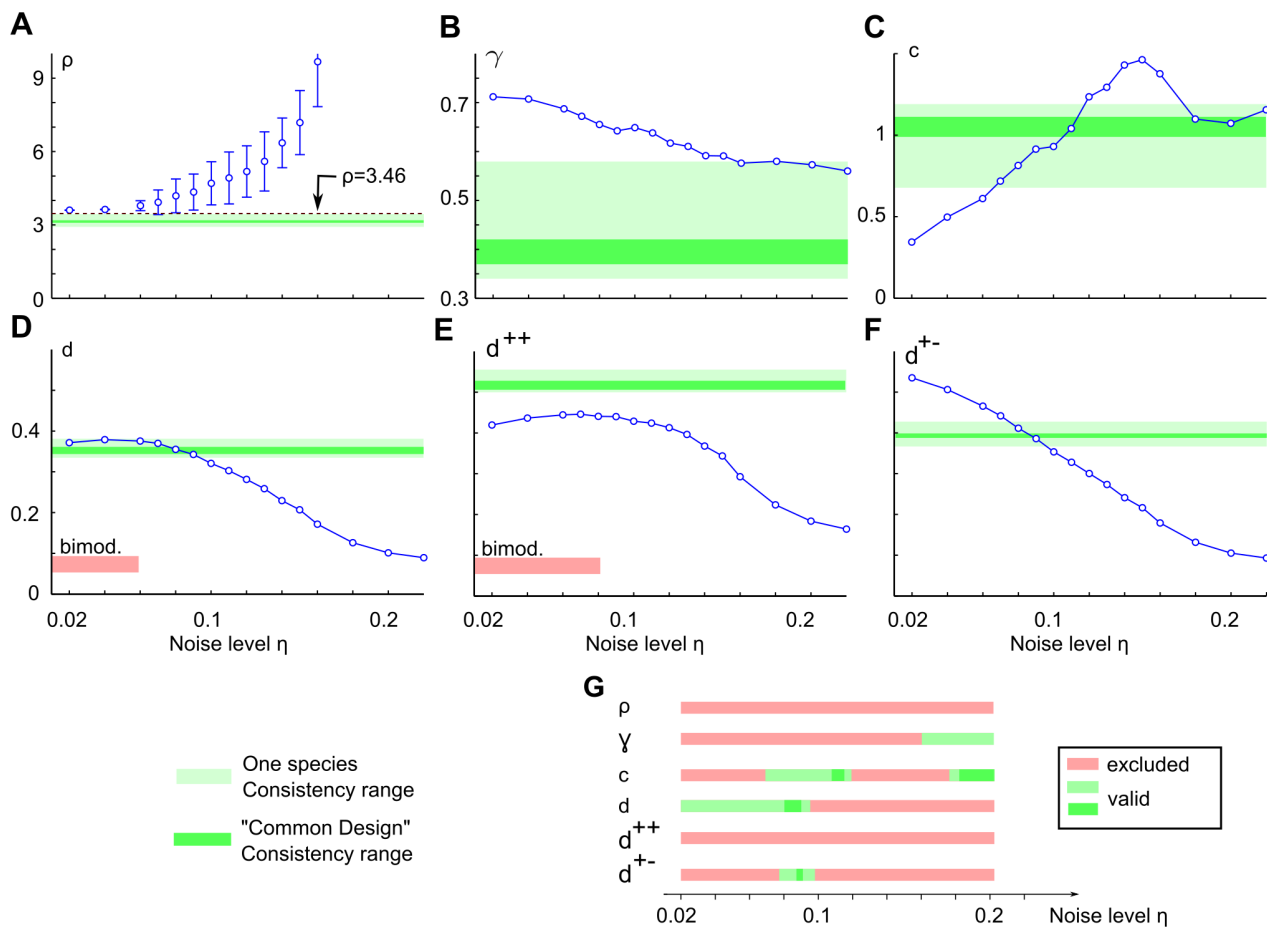 A
B
C
ρ
γ
c
9
6
3
0
ρ=3.46
0.7
0.5
0.3
1
0.5
0
D
E
F
d
d++
d+-
0.4
0.2
0
bimod.
bimod.
0.02
0.1
0.2
Noise level η
0.02
0.1
0.2
Noise level η
0.02
0.1
0.2
Noise level η
G
ρ
γ
c
d
d++
d+-
0.02
0.1
0.2
Noise level η
One species
Consistency range
"Common Design"
Consistency range
excluded
valid